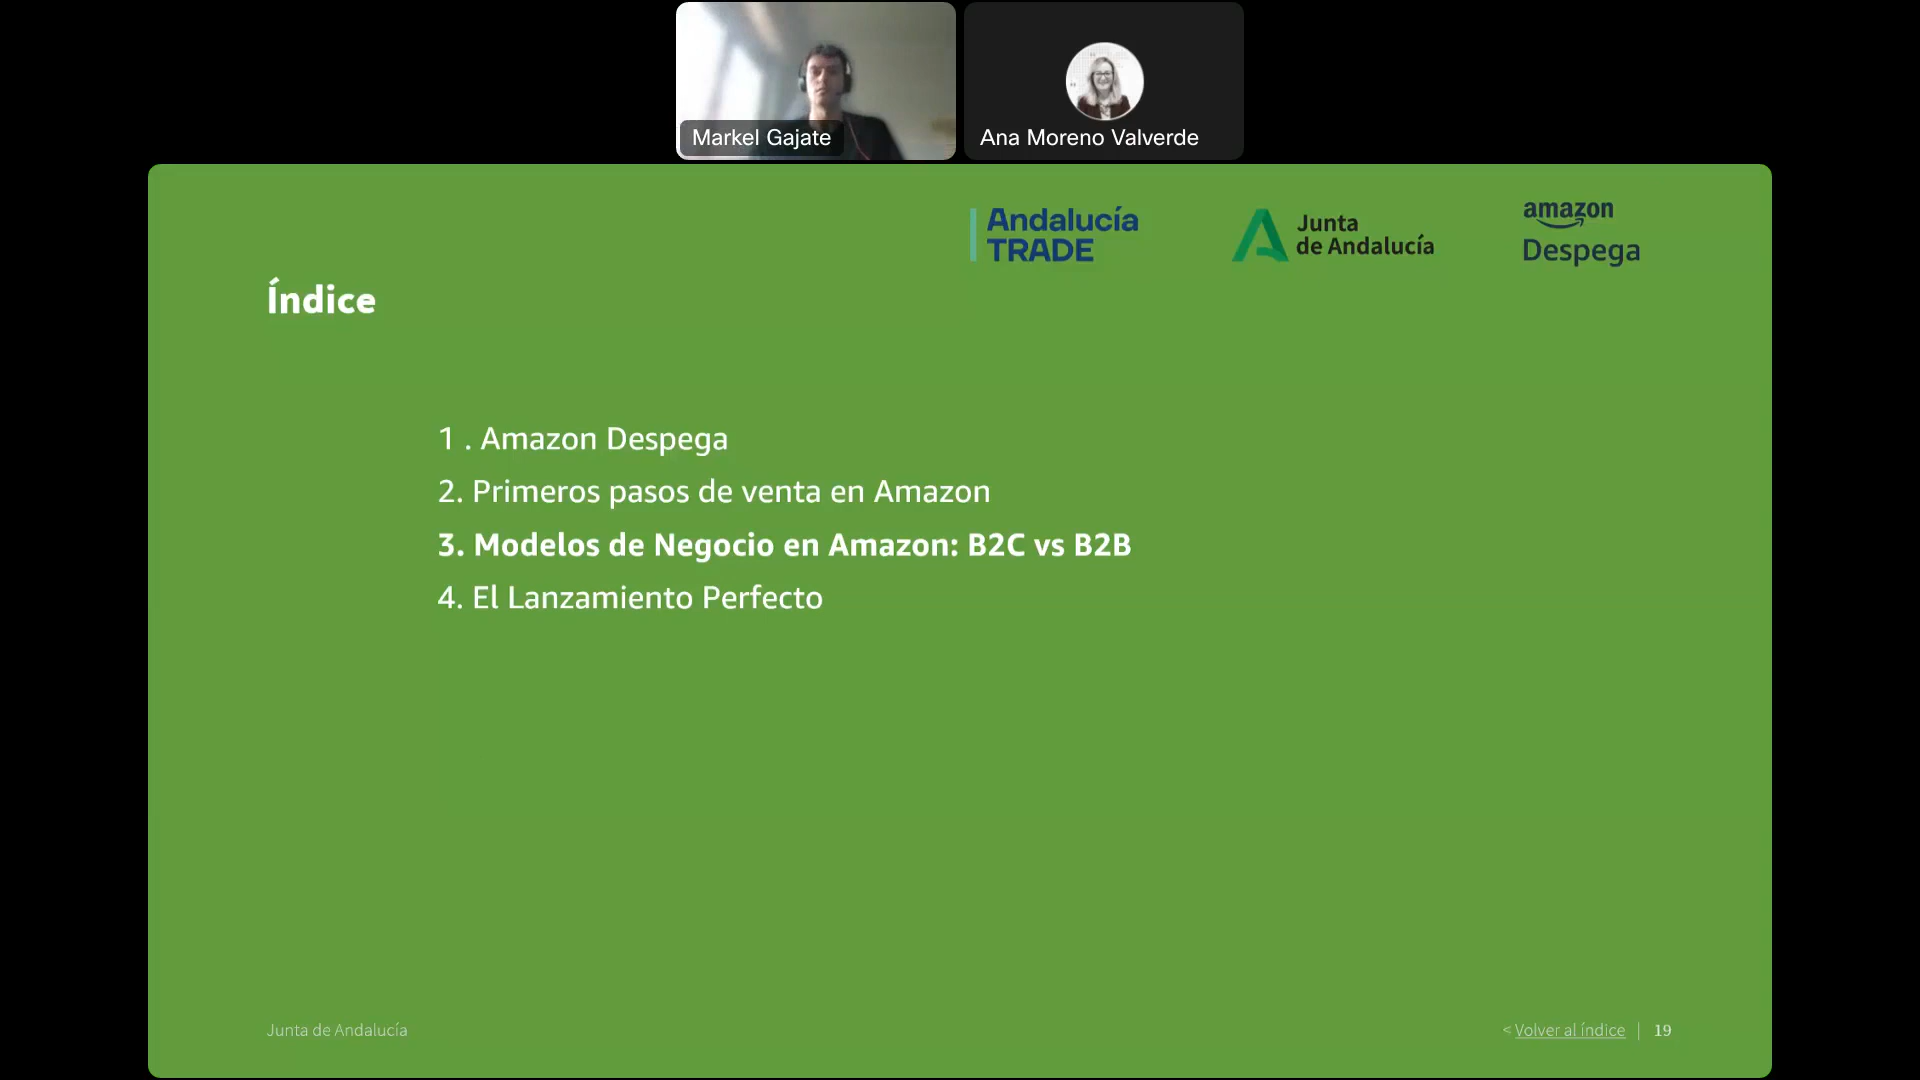 Markel Gajate
Ana Moreno Valverde
Andalucía
TRADE
Junta
de Andalucía
amazon
Despega
Índice
1 . Amazon Despega
2. Primeros pasos de venta en Amazon
3. Modelos de Negocio en Amazon: B2C vs B2B
4. El Lanzamiento Perfecto
Junta de Andalucía
< Volver al índice | 19